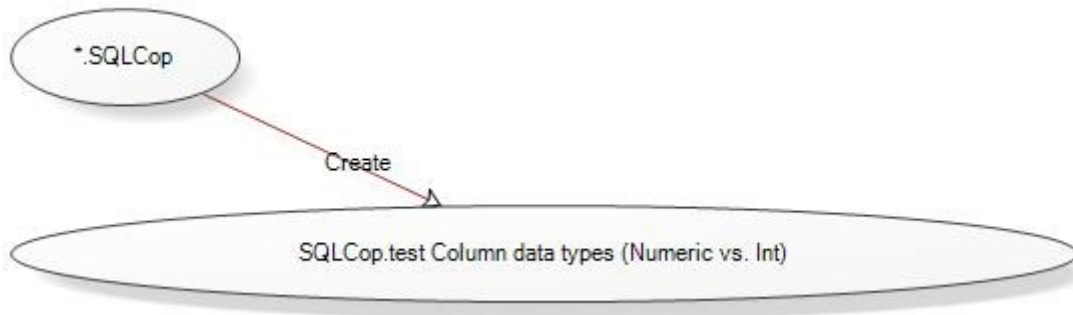 *.SQLCop
Create
SQLCop.test Column data types (Numeric vs. Int)